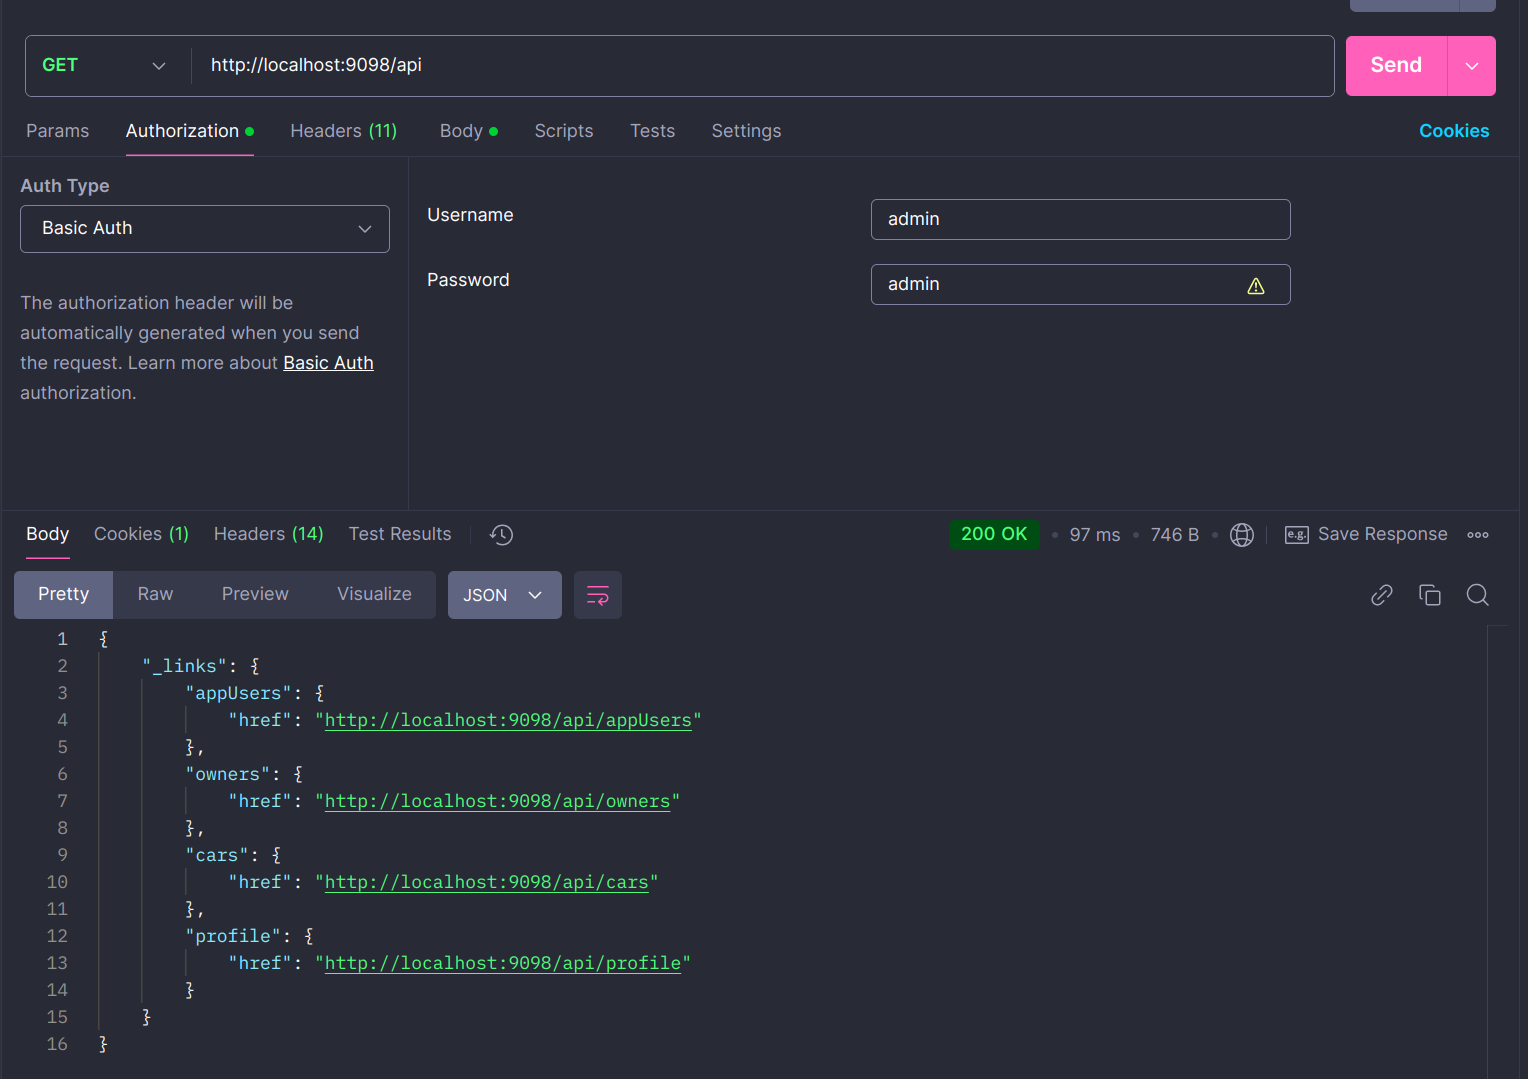 GET http://localhost:9098/api Send
Params Authorization Headers (11) Body Scripts Tests Settings Cookies
Auth Type
Basic Auth
The authorization header will be
automatically generated when you send
the request. Learn more about Basic Auth
authorization.
Username admin
Password admin
Body Cookies (1) Headers (14) Test Results 200 OK • 97 ms • 746 B • e.g. Save Response
Pretty Raw Preview Visualize JSON
1 {
2 "_links": {
3 "appUsers": {
4 "href": "http://localhost:9098/api/appUsers"
5 },
6 "owners": {
7 "href": "http://localhost:9098/api/owners"
8 },
9 "cars": {
10 "href": "http://localhost:9098/api/cars"
11 },
12 "profile": {
13 "href": "http://localhost:9098/api/profile"
14 }
15 }
16 }